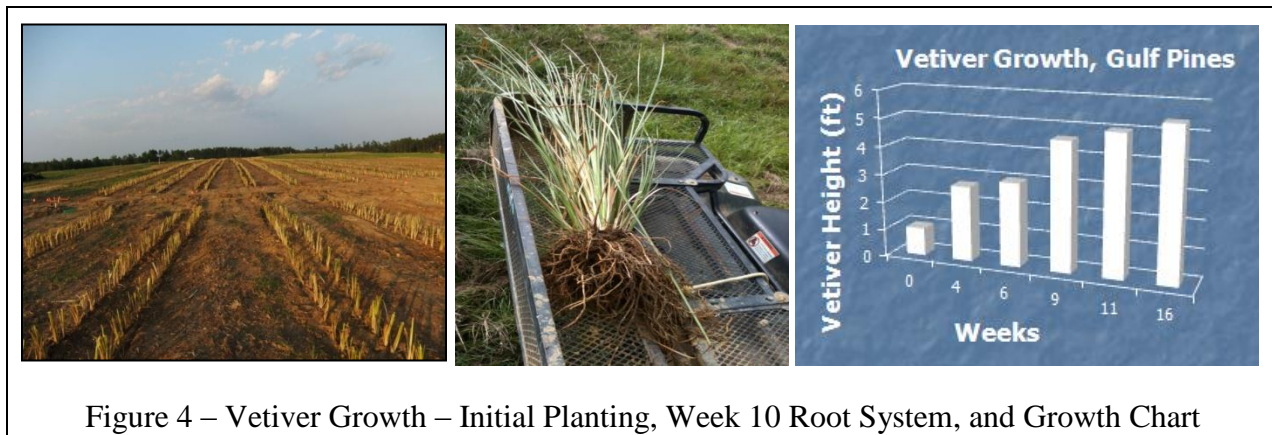 Vetiver Growth, Gulf Pines
Vetiver Height (ft)
6
5
4
3
2
1
0
0 4 6 9 11 16
Weeks
Figure 4 – Vetiver Growth – Initial Planting, Week 10 Root System, and Growth Chart